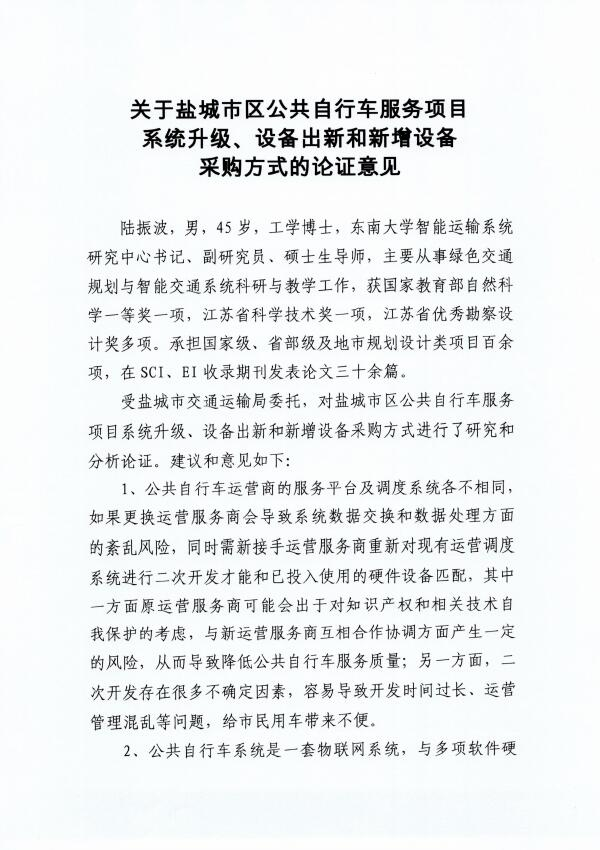 关于盐城市区公共自行车服务项目
系统升级、设备出新和新增设备
采购方式的论证意见
陆振波，男，45岁，工学博士，东南大学智能运输系统
研究中心书记、副研究员、硕士生导师，主要从事绿色交通
规划与智能交通系统科研与教学工作，获国家教育部自然科
学一等奖一项，江苏省科学技术奖一项，江苏省优秀勘察设
计奖多项。承担国家级、省部级及地市规划设计类项目百余
项，在 SCI、EI 收录期刊发表论文三十余篇。
受盐城市交通运输局委托，对盐城市区公共自行车服务
项目系统升级、设备出新和新增设备采购方式进行了研究和
分析论证。建议和意见如下：
1、公共自行车运营商的服务平台及调度系统各不相同，
如果更换运营服务商会导致系统数据交换和数据处理方面
的紊乱风险，同时需新接手运营服务商重新对现有运营调度
系统进行二次开发才能和已投入使用的硬件设备匹配，其中
一方面原运营服务商可能会出于对知识产权和相关技术自
我保护的考虑，与新运营服务商互相合作协调方面产生一定
的风险，从而导致降低公共自行车服务质量；另一方面，二
次开发存在很多不确定因素，容易导致开发时间过长、运营
管理混乱等问题，给市民用车带来不便。
2、公共自行车系统是一套物联网系统，与多项软件硬